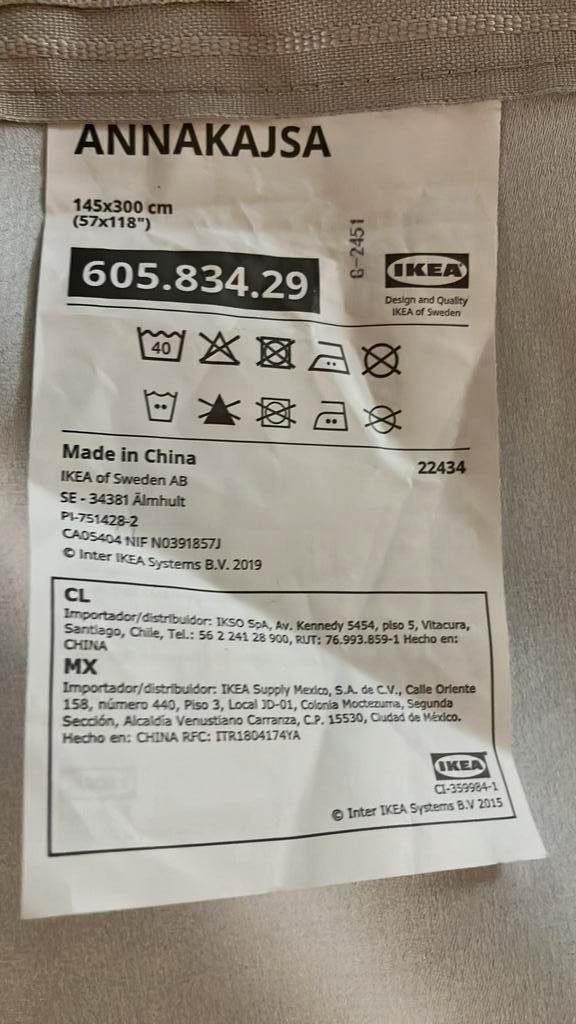 ANNAKAJSA
145x300 cm
(57x118")
G-2451
605.834.29
IKEA
Design and Quality
IKEA of Sweden
40
Made in China
22434
IKEA of Sweden AB
SE - 34381 Älmhult
PI-751428-2
CA05404 NIF N0391857J
© Inter IKEA Systems B.V. 2019
CL
Importador/distribuidor: IKSO SpA, Av. Kennedy 5454, piso 5, Vitacura,
Santiago, Chile, Tel.: 56 2 241 28 900, RUT: 76.993.859-1 Hecho en:
CHINA
MX
Importador/distribuidor: IKEA Supply Mexico, S.A. de C.V., Calle Oriente
158, número 440, Piso 3, Local JD-01, Colonia Moctezuma, Segunda
Sección, Alcaldía Venustiano Carranza, C.P. 15530, Ciudad de México.
Hecho en: CHINA RFC: ITR1804174YA
IKEA
CI-359984-1
© Inter IKEA Systems B.V 2015